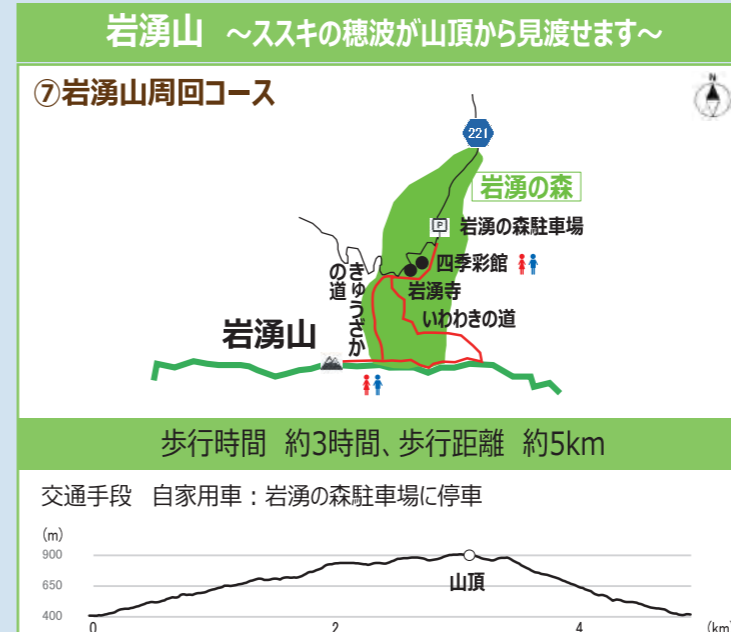 岩湧山 ～ススキの穂波が山頂から見渡せます～
⑦岩湧山周回コース
N
221
岩湧の森
P 岩湧の森駐車場
四季彩館
岩湧寺
きゅうざか
の道
いわわきの道
岩湧山
歩行時間 約3時間、歩行距離 約5km
交通手段 自家用車：岩湧の森駐車場に停車
(m)
900
650
400
山頂
0 2 4 (km)